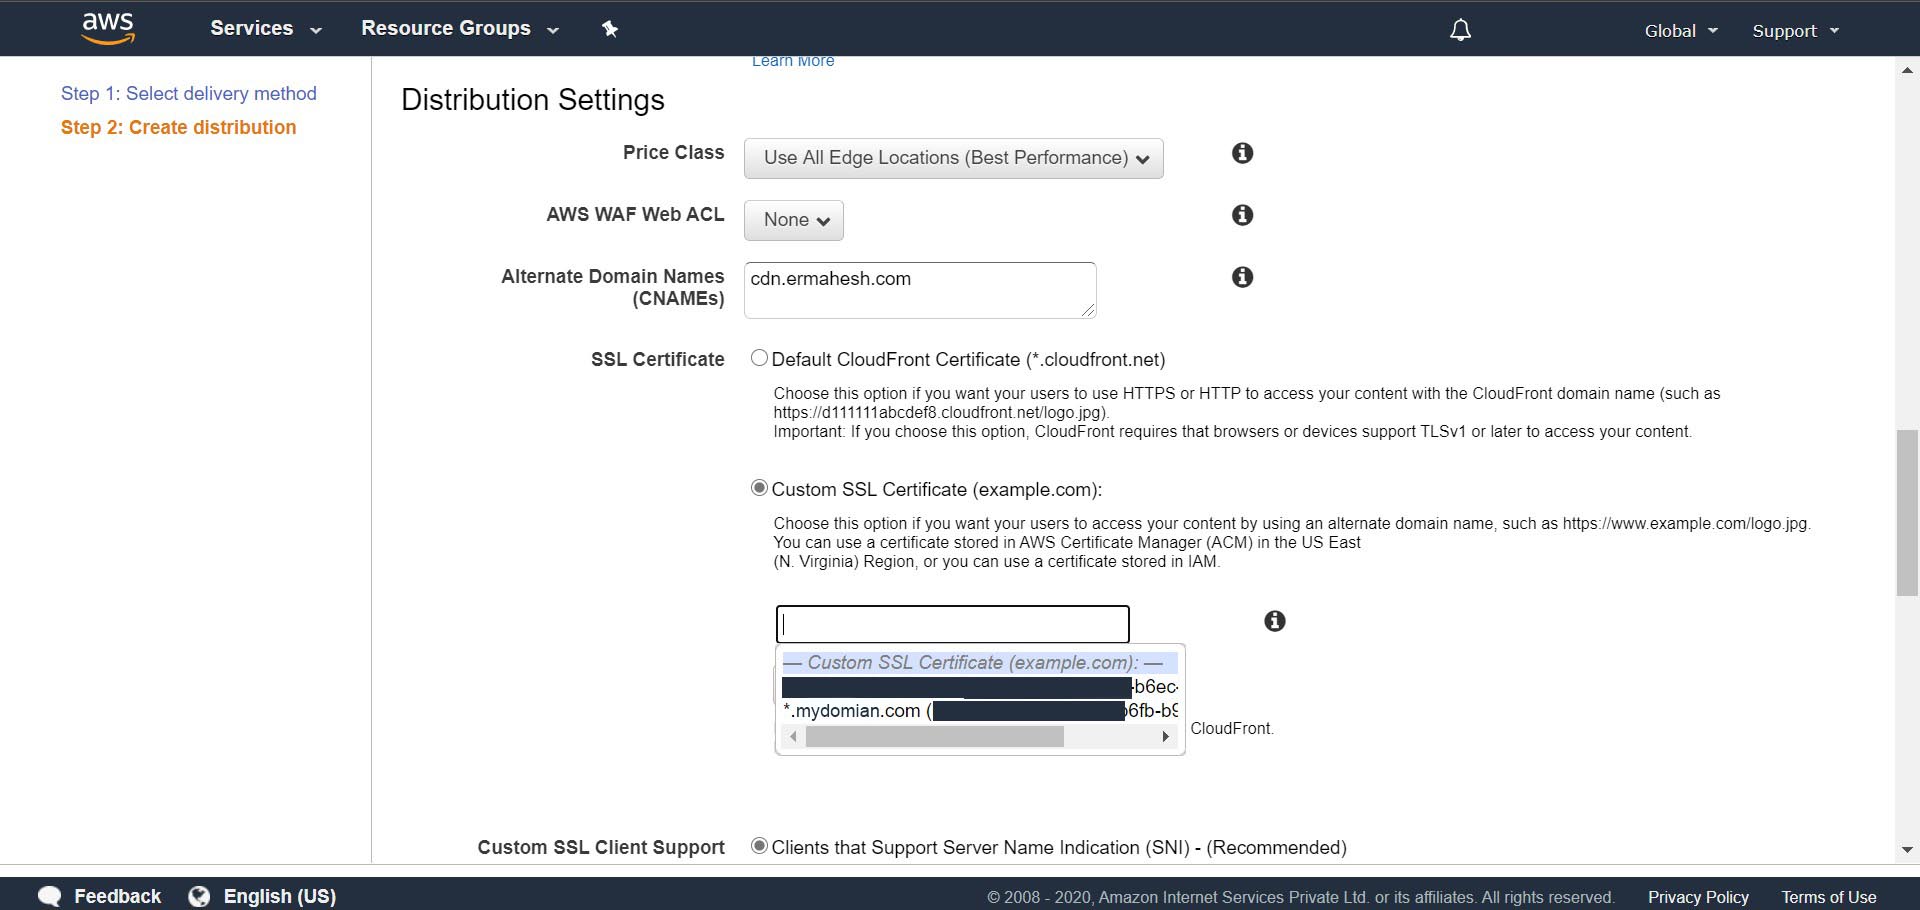 aws
Services
Resource Groups
Global
Support
Learn More
Step 1: Select delivery method
Step 2: Create distribution
Distribution Settings
Price Class
Use All Edge Locations (Best Performance)
AWS WAF Web ACL
None
Alternate Domain Names
(CNAMEs)
cdn.ermahesh.com
SSL Certificate
Default CloudFront Certificate (*.cloudfront.net)
Choose this option if you want your users to use HTTPS or HTTP to access your content with the CloudFront domain name (such as
https://d111111abcdef8.cloudfront.net/logo.jpg).
Important: If you choose this option, CloudFront requires that browsers or devices support TLSv1 or later to access your content.
Custom SSL Certificate (example.com):
Choose this option if you want your users to access your content by using an alternate domain name, such as https://www.example.com/logo.jpg.
You can use a certificate stored in AWS Certificate Manager (ACM) in the US East
(N. Virginia) Region, or you can use a certificate stored in IAM.
— Custom SSL Certificate (example.com): —
-b6ec-
*.mydomian.com (
6fb-b9
CloudFront.
Custom SSL Client Support
Clients that Support Server Name Indication (SNI) - (Recommended)
Feedback
English (US)
© 2008 - 2020, Amazon Internet Services Private Ltd. or its affiliates. All rights reserved.
Privacy Policy
Terms of Use